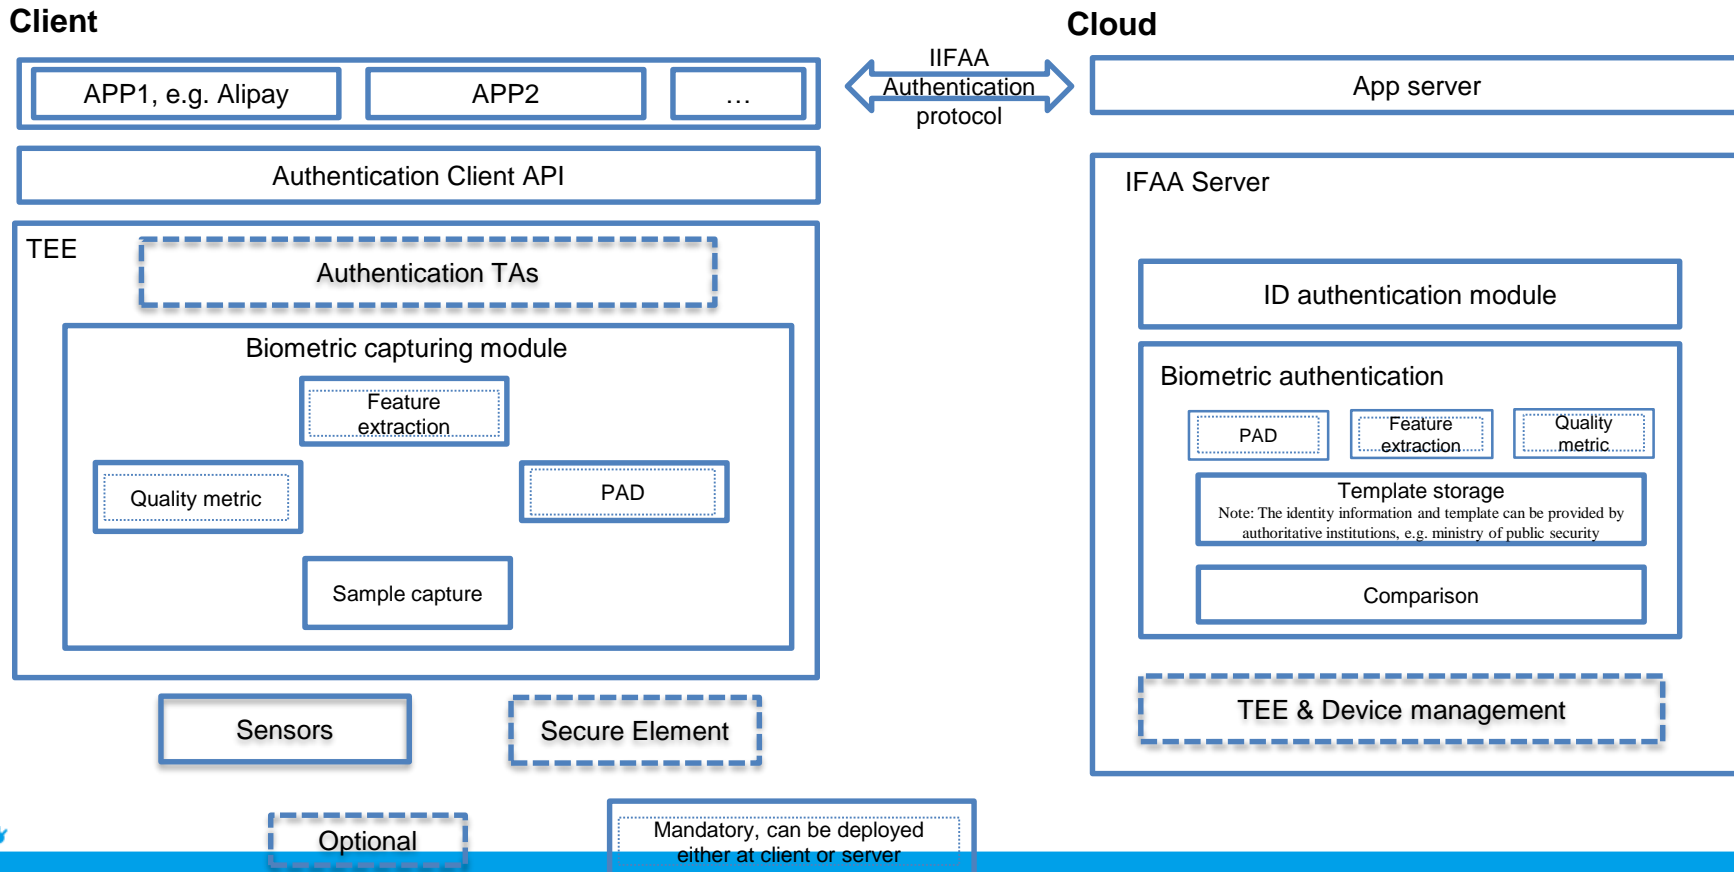 Client
Cloud
APP1, e.g. Alipay
APP2
…
IIFAA
Authentication
protocol
App server
Authentication Client API
IFAA Server
TEE
Authentication TAs
Biometric capturing module
Feature
extraction
Quality metric
PAD
Sample capture
ID authentication module
Biometric authentication
PAD
Feature
extraction
Quality
metric
Template storage
Note: The identity information and template can be provided by
authoritative institutions, e.g. ministry of public security
Comparison
TEE & Device management
Sensors
Secure Element
Optional
Mandatory, can be deployed
either at client or server